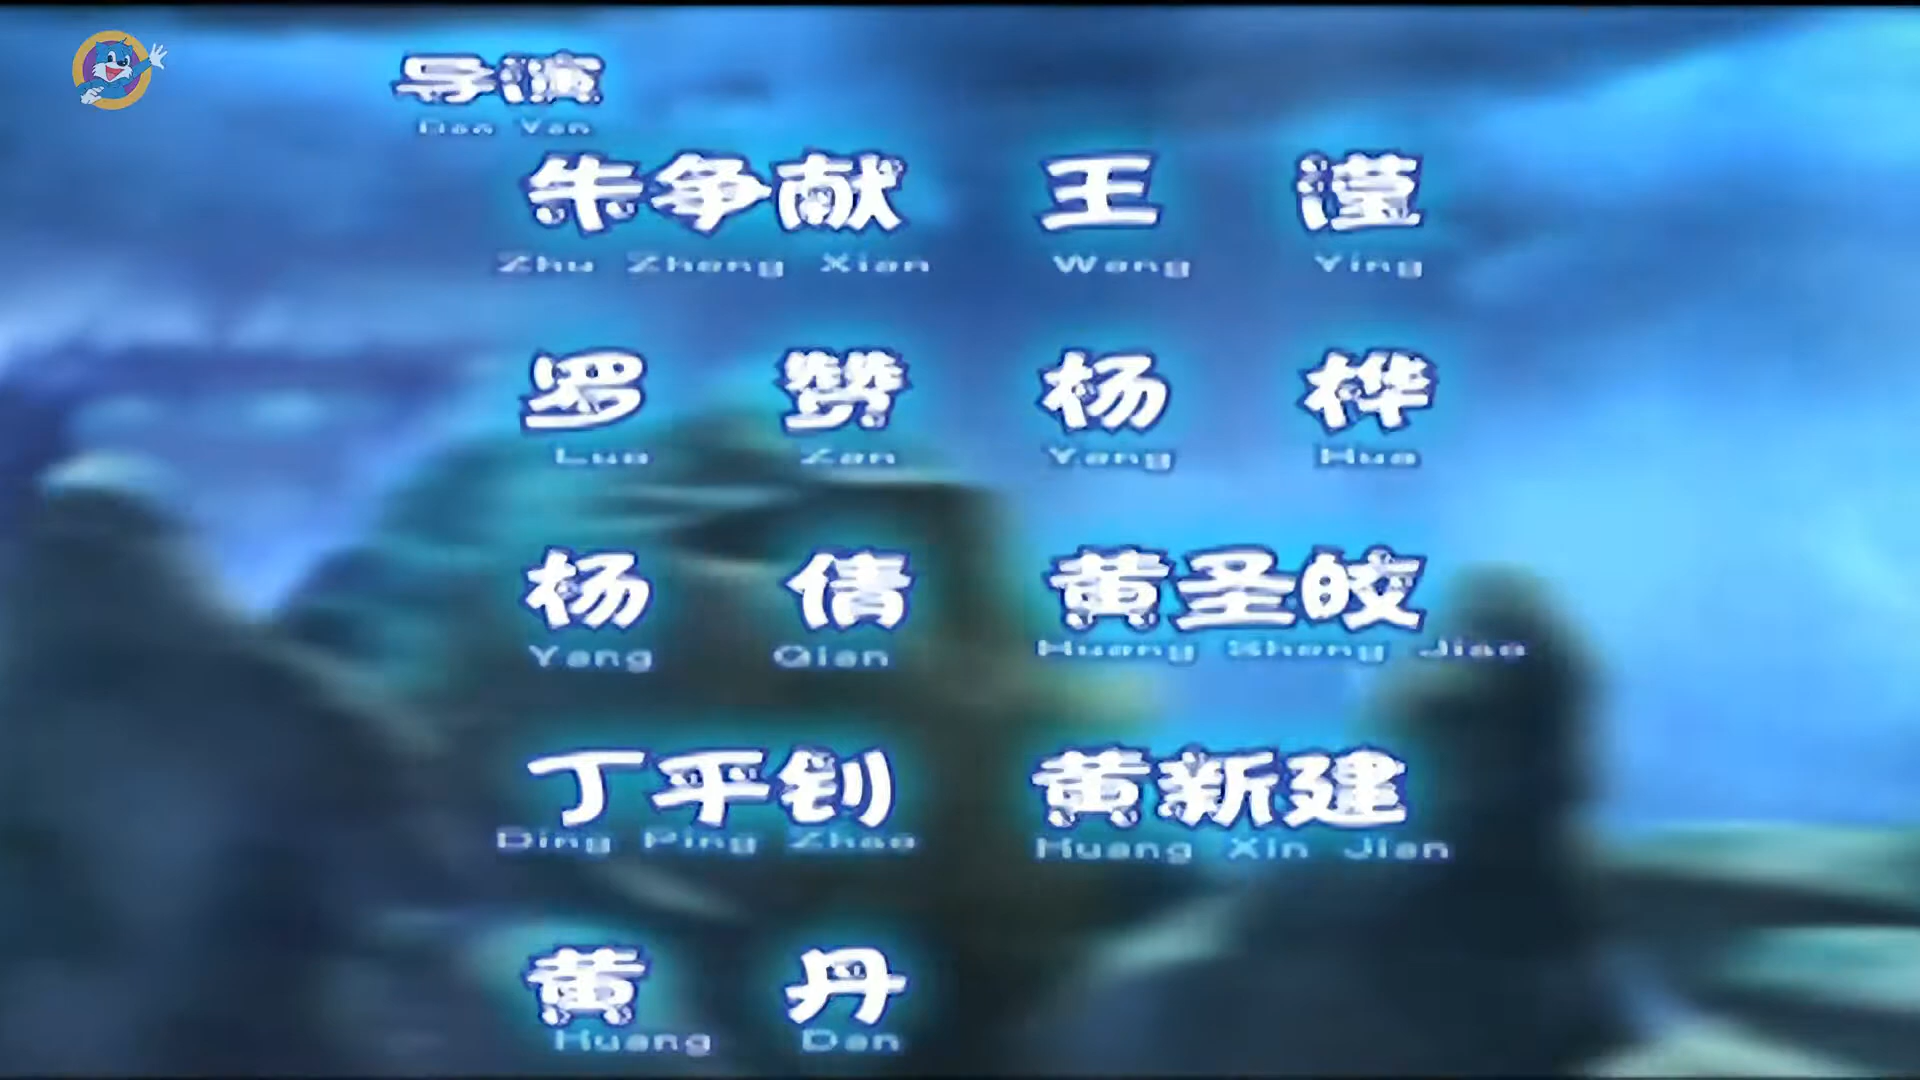 导演
Dao Yan
朱争献 王 滢
Zhu Zheng Xian Wang Ying
罗 赞 杨 桦
Luo Zan Yang Hua
杨 倩 黄圣皎
Yang Qian Huang Sheng Jiao
丁平钊 黄新建
Ding Ping Zhao Huang Xin Jian
黄 丹
Huang Dan